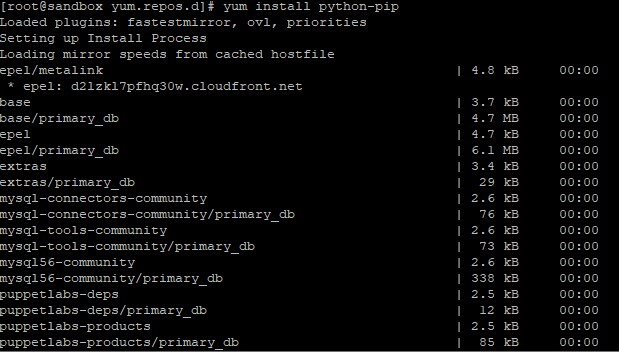 [root@sandbox yum.repos.d]# yum install python-pip
Loaded plugins: fastestmirror, ovl, priorities
Setting up Install Process
Loading mirror speeds from cached hostfile
epel/metalink | 4.8 kB 00:00
* epel: d2lzkl7pfhq30w.cloudfront.net
base | 3.7 kB 00:00
base/primary_db | 4.7 MB 00:00
epel | 4.7 kB 00:00
epel/primary_db | 6.1 MB 00:00
extras | 3.4 kB 00:00
extras/primary_db | 29 kB 00:00
mysql-connectors-community | 2.6 kB 00:00
mysql-connectors-community/primary_db | 76 kB 00:00
mysql-tools-community | 2.6 kB 00:00
mysql-tools-community/primary_db | 73 kB 00:00
mysql56-community | 2.6 kB 00:00
mysql56-community/primary_db | 338 kB 00:00
puppetlabs-deps | 2.5 kB 00:00
puppetlabs-deps/primary_db | 12 kB 00:00
puppetlabs-products | 2.5 kB 00:00
puppetlabs-products/primary_db | 85 kB 00:00